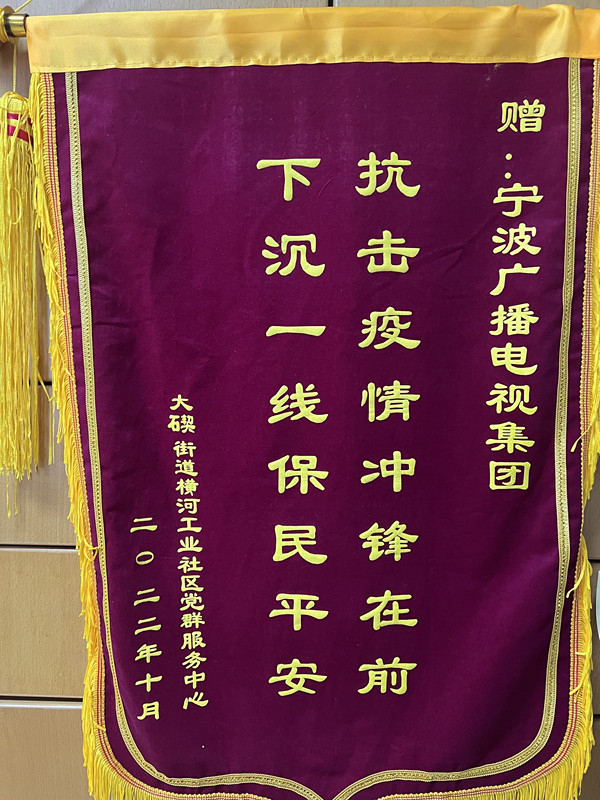 赠:宁波广播电视集团
抗击疫情冲锋在前
下沉一线保民平安
大碶街道横河工业社区党群服务中心
二〇二二年十月